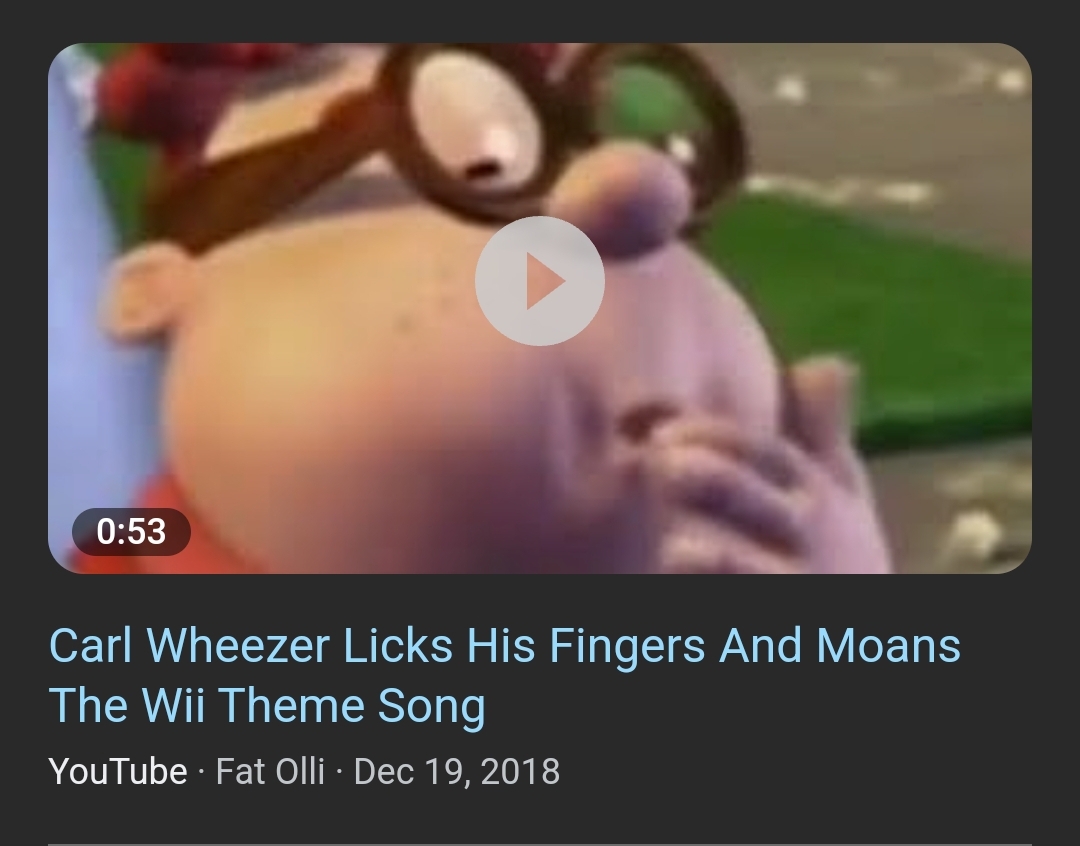 0:53
Carl Wheezer Licks His Fingers And Moans
The Wii Theme Song
YouTube · Fat Olli · Dec 19, 2018